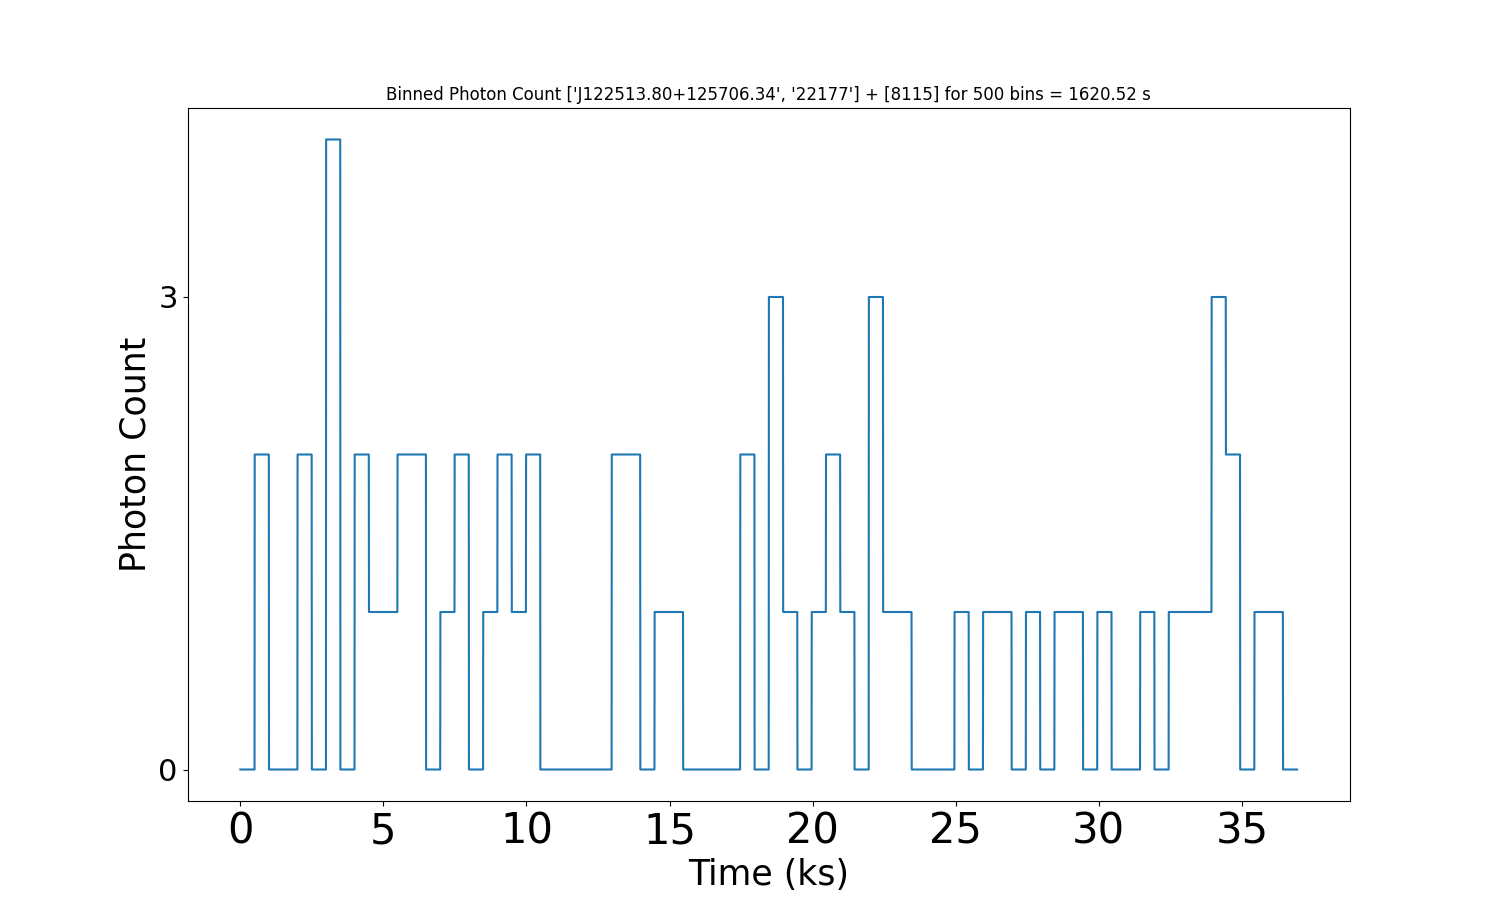 Binned Photon Count ['J122513.80+125706.34', '22177'] + [8115] for 500 bins = 1620.52 s
3
Photon Count
0
0 5 10 15 20 25 30 35
Time (ks)